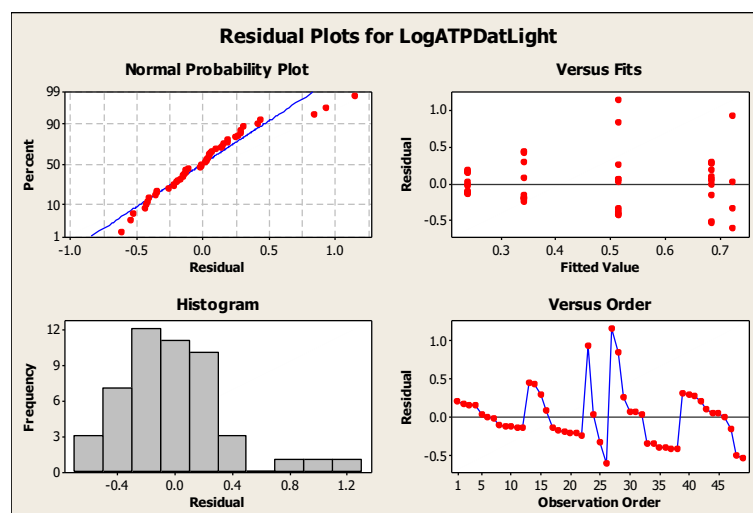 Residual Plots for LogATPDatLight
Normal Probability Plot
99
90
50
10
1
Percent
-1.0 -0.5 0.0 0.5 1.0
Residual
Versus Fits
1.0
0.5
0.0
-0.5
Residual
0.3 0.4 0.5 0.6 0.7
Fitted Value
Histogram
12
9
6
3
0
Frequency
-0.4 0.0 0.4 0.8 1.2
Residual
Versus Order
1.0
0.5
0.0
-0.5
Residual
1 5 10 15 20 25 30 35 40 45
Observation Order